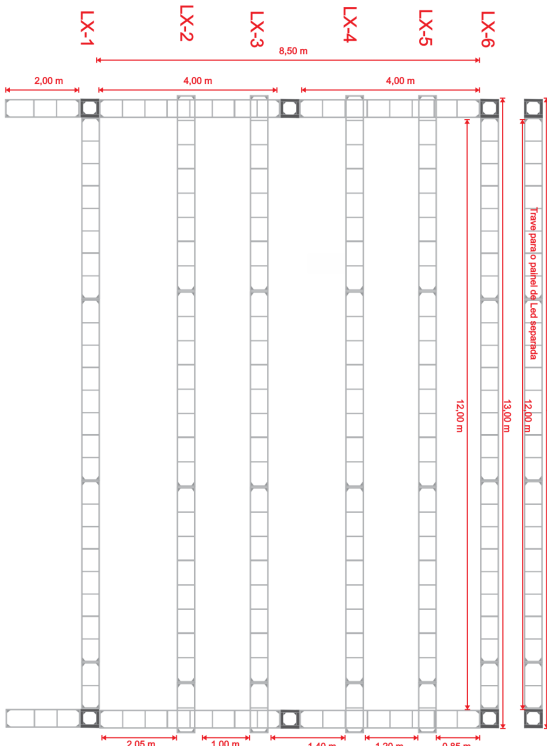 LX-1
LX-2
LX-3
LX-4
LX-5
LX-6
8,50 m
2,00 m
4,00 m
4,00 m
Trave para o painel de Led separada
12,00 m
13,00 m
12,00 m
2,05 m
1,00 m
1,40 m
1,20 m
0,85 m